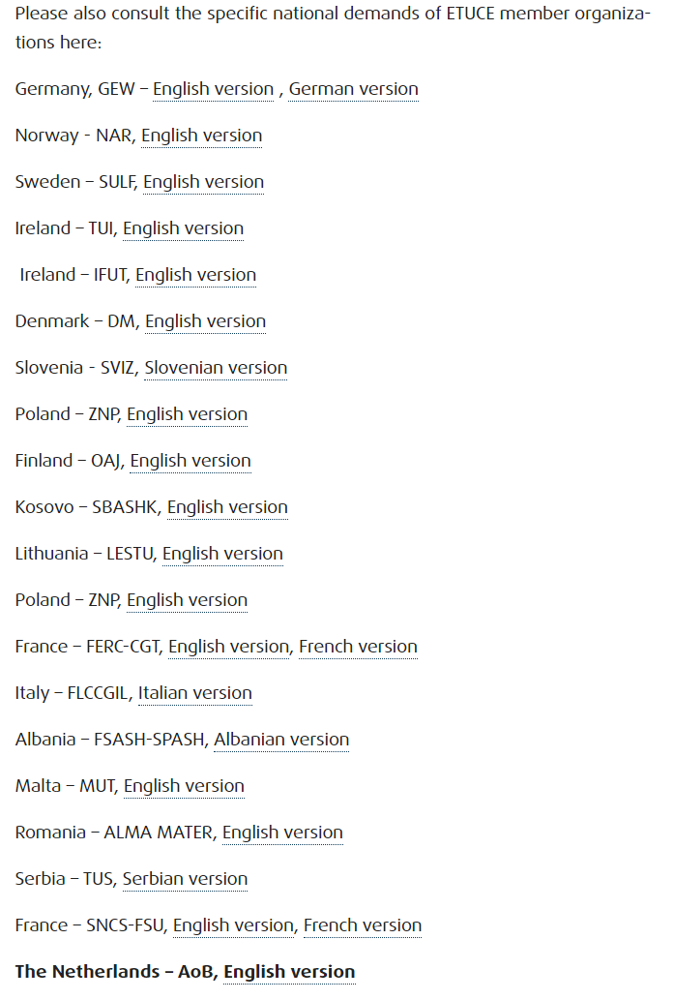 Please also consult the specific national demands of ETUCE member organiza-
tions here:
Germany, GEW – English version , German version
Norway - NAR, English version
Sweden – SULF, English version
Ireland – TUI, English version
Ireland – IFUT, English version
Denmark – DM, English version
Slovenia - SVIZ, Slovenian version
Poland – ZNP, English version
Finland – OAJ, English version
Kosovo – SBASHK, English version
Lithuania – LESTU, English version
Poland – ZNP, English version
France – FERC-CGT, English version, French version
Italy – FLCCGIL, Italian version
Albania – FSASH-SPASH, Albanian version
Malta – MUT, English version
Romania – ALMA MATER, English version
Serbia – TUS, Serbian version
France – SNCS-FSU, English version, French version
The Netherlands – AoB, English version